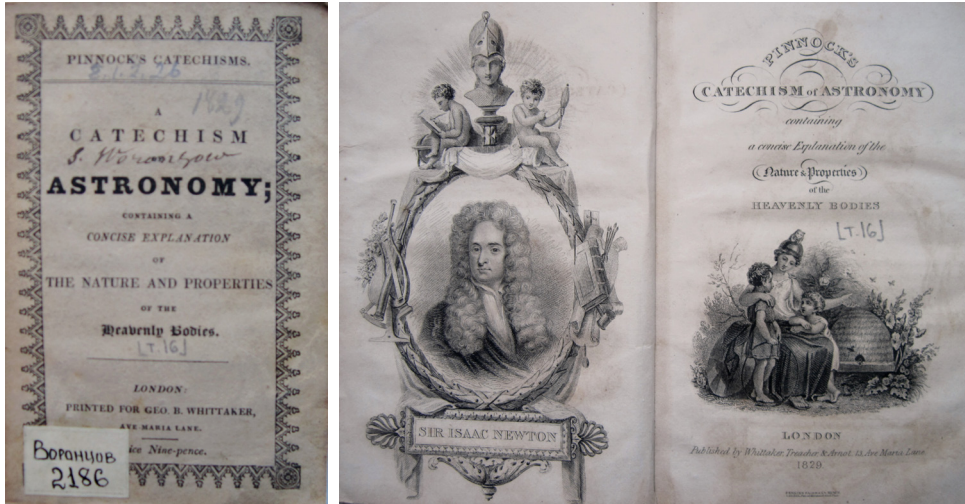 PINNOCK'S CATECHISMS.
1829
A
CATECHISM
S. Woronzow
ASTRONOMY;
CONTAINING A
CONCISE EXPLANATION
OF
THE NATURE AND PROPERTIES
OF THE
Heavenly Bodies.
[Т.16]
LONDON:
PRINTED FOR GEO. B. WHITTAKER,
AVE MARIA LANE.
Nine-pence.
Воронцов
2186
SIR ISAAC NEWTON
PINNOCK'S
CATECHISM of ASTRONOMY
containing
a concise Explanation of the
Nature & Properties
of the
HEAVENLY BODIES
[Т.16]
LONDON
Published by Whittaker, Treacher & Arnot. 13, Ave Maria Lane.
1829